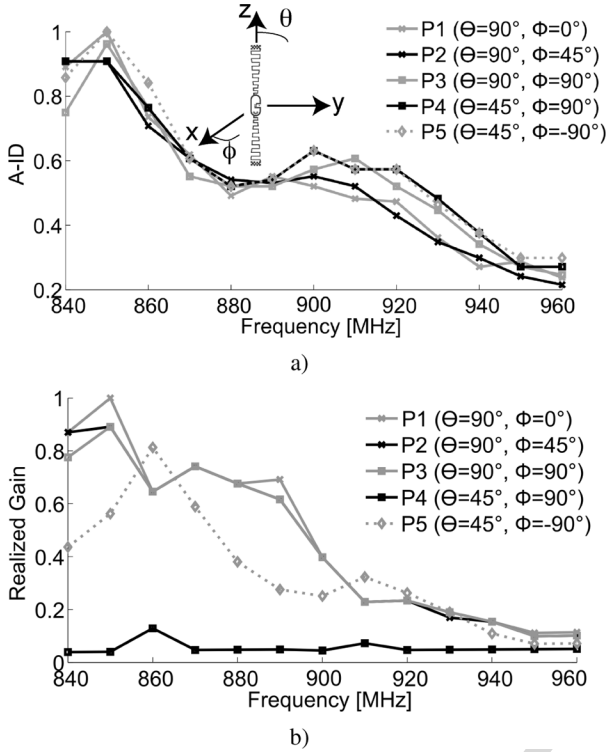 z
θ
y
x
ϕ
P1 (Θ=90°, Φ=0°)
P2 (Θ=90°, Φ=45°)
P3 (Θ=90°, Φ=90°)
P4 (Θ=45°, Φ=90°)
P5 (Θ=45°, Φ=-90°)
A-ID
1
0.8
0.6
0.4
0.2
840 860 880 900 920 940 960
Frequency [MHz]
a)
P1 (Θ=90°, Φ=0°)
P2 (Θ=90°, Φ=45°)
P3 (Θ=90°, Φ=90°)
P4 (Θ=45°, Φ=90°)
P5 (Θ=45°, Φ=-90°)
Realized Gain
1
0.8
0.6
0.4
0.2
0
840 860 880 900 920 940 960
Frequency [MHz]
b)